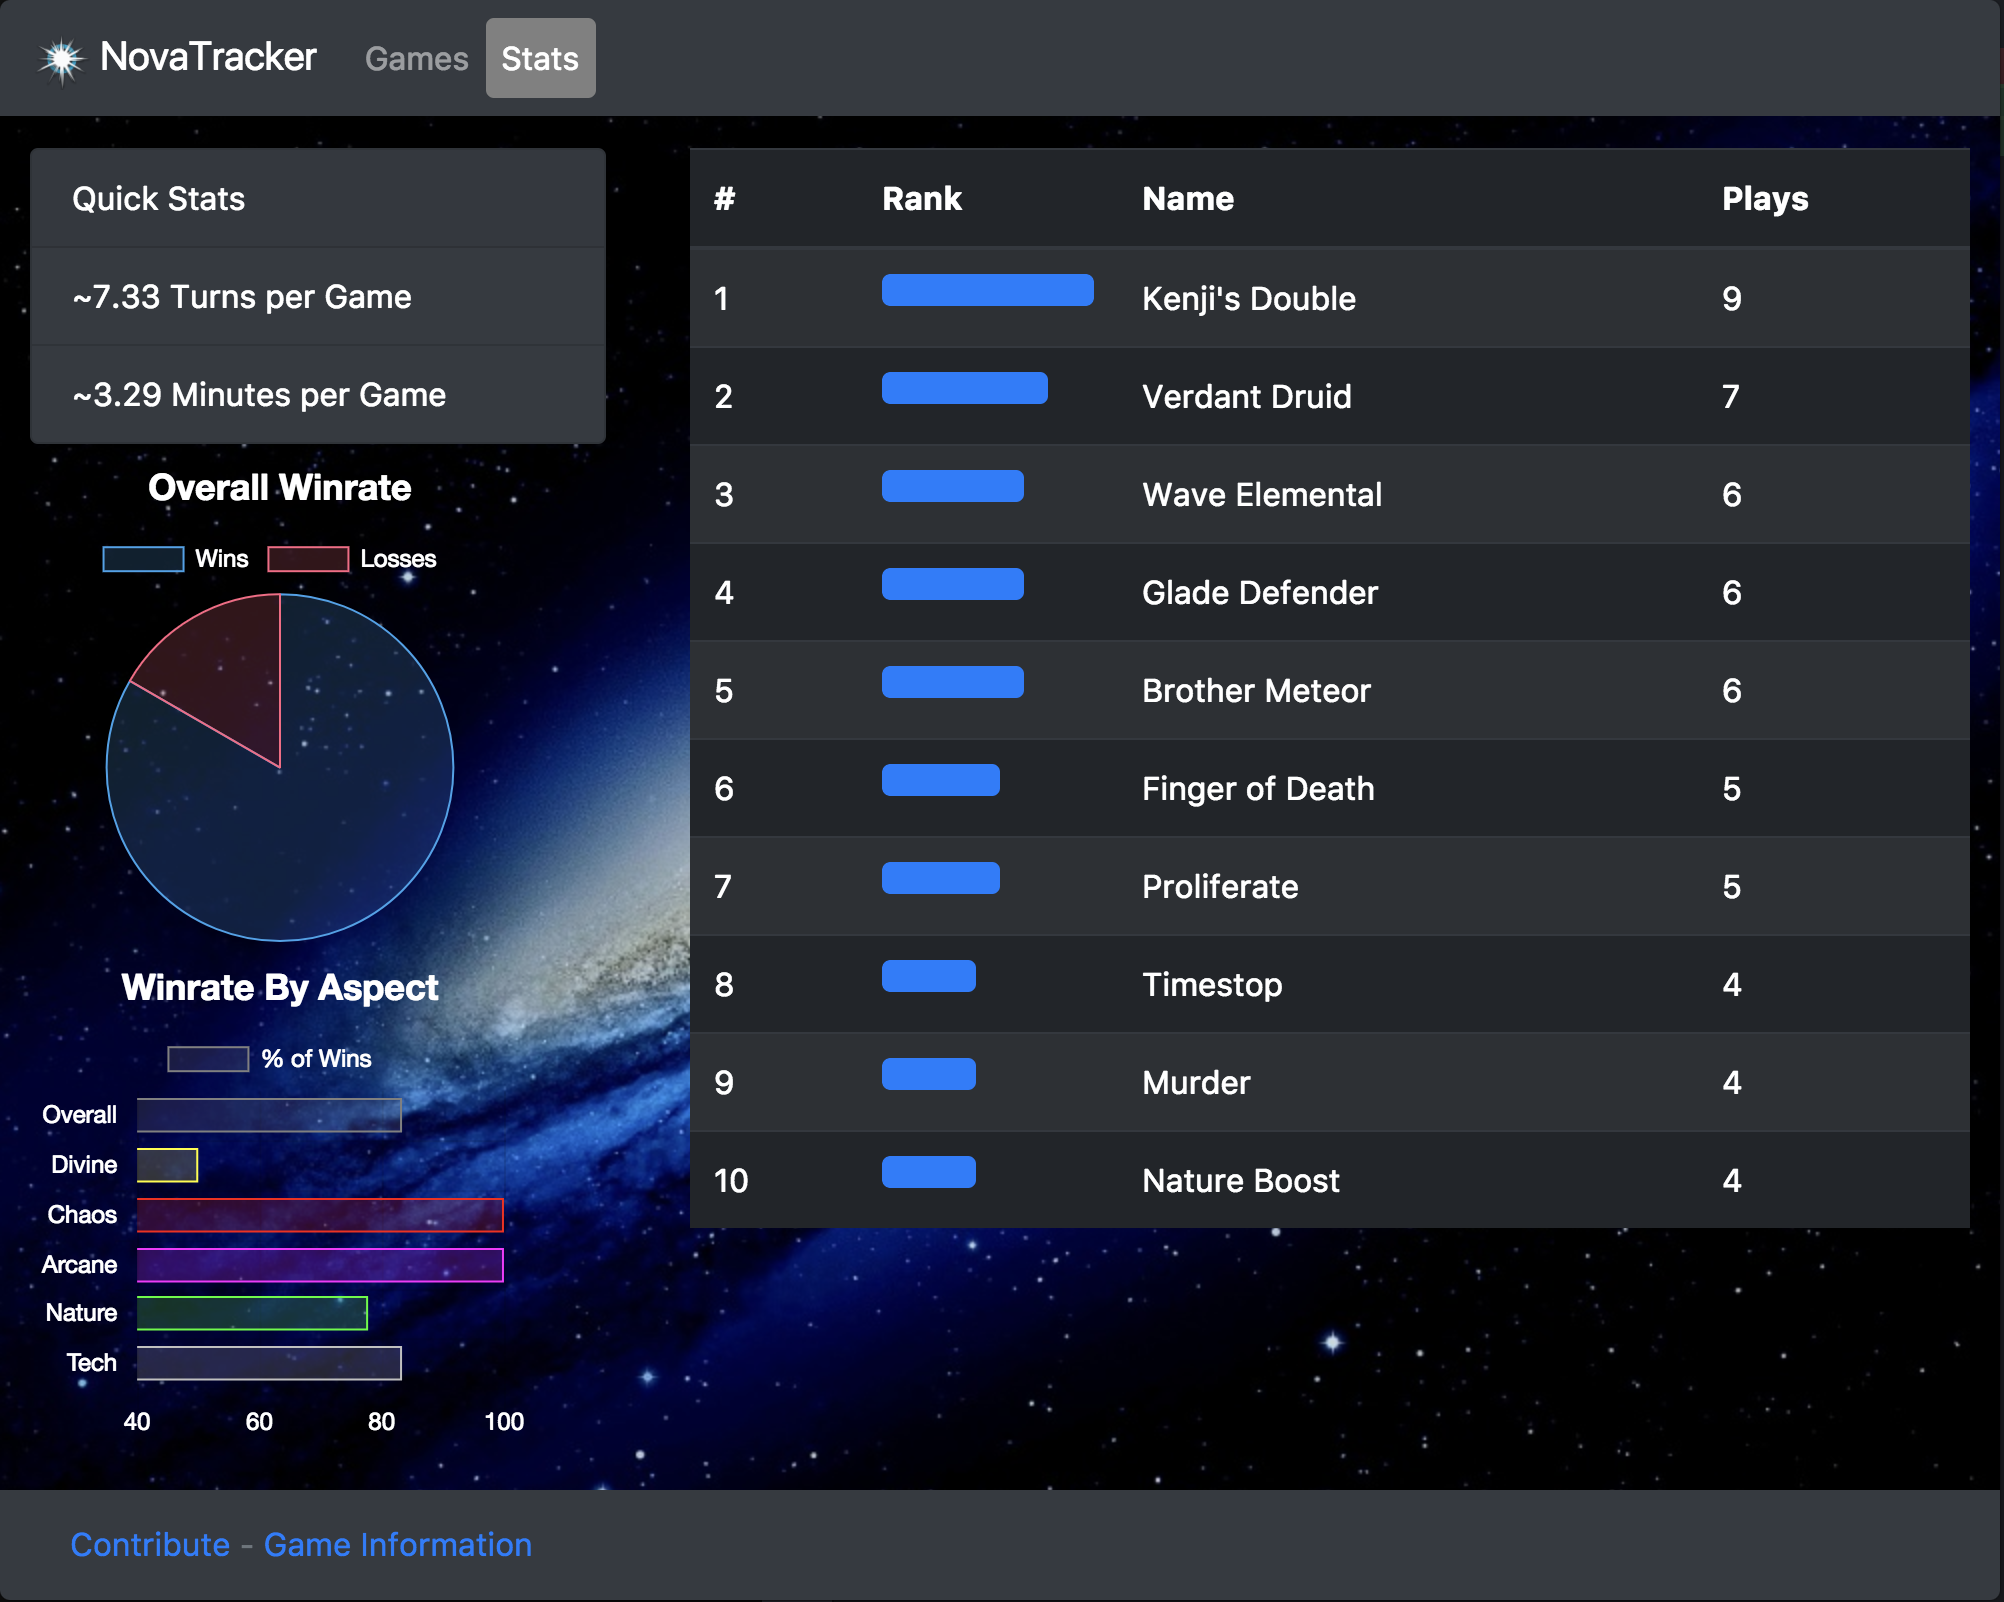 NovaTracker Games Stats
Quick Stats
~7.33 Turns per Game
~3.29 Minutes per Game
Overall Winrate
Wins Losses
Winrate By Aspect
% of Wins
Overall
Divine
Chaos
Arcane
Nature
Tech
40 60 80 100
# Rank Name Plays
1 Kenji's Double 9
2 Verdant Druid 7
3 Wave Elemental 6
4 Glade Defender 6
5 Brother Meteor 6
6 Finger of Death 5
7 Proliferate 5
8 Timestop 4
9 Murder 4
10 Nature Boost 4
Contribute - Game Information